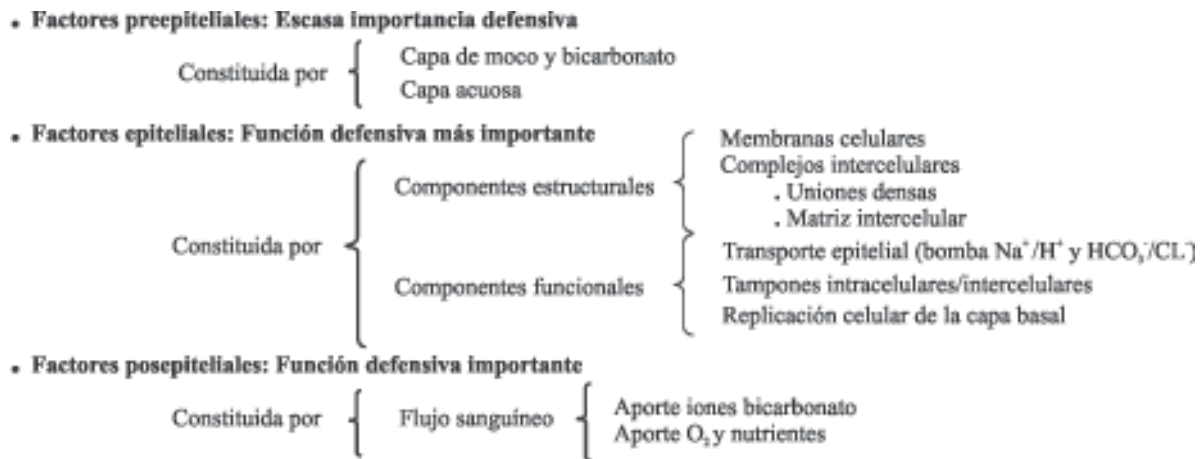 . Factores preepiteliales: Escasa importancia defensiva
Constituida por
Capa de moco y bicarbonato
Capa acuosa
. Factores epiteliales: Función defensiva más importante
Constituida por
Componentes estructurales
Membranas celulares
Complejos intercelulares
. Uniones densas
. Matriz intercelular
Componentes funcionales
Transporte epitelial (bomba Na⁺/H⁺ y HCO₃⁻/CL⁻)
Tampones intracelulares/intercelulares
Replicación celular de la capa basal
. Factores posepiteliales: Función defensiva importante
Constituida por
Flujo sanguíneo
Aporte iones bicarbonato
Aporte O₂ y nutrientes